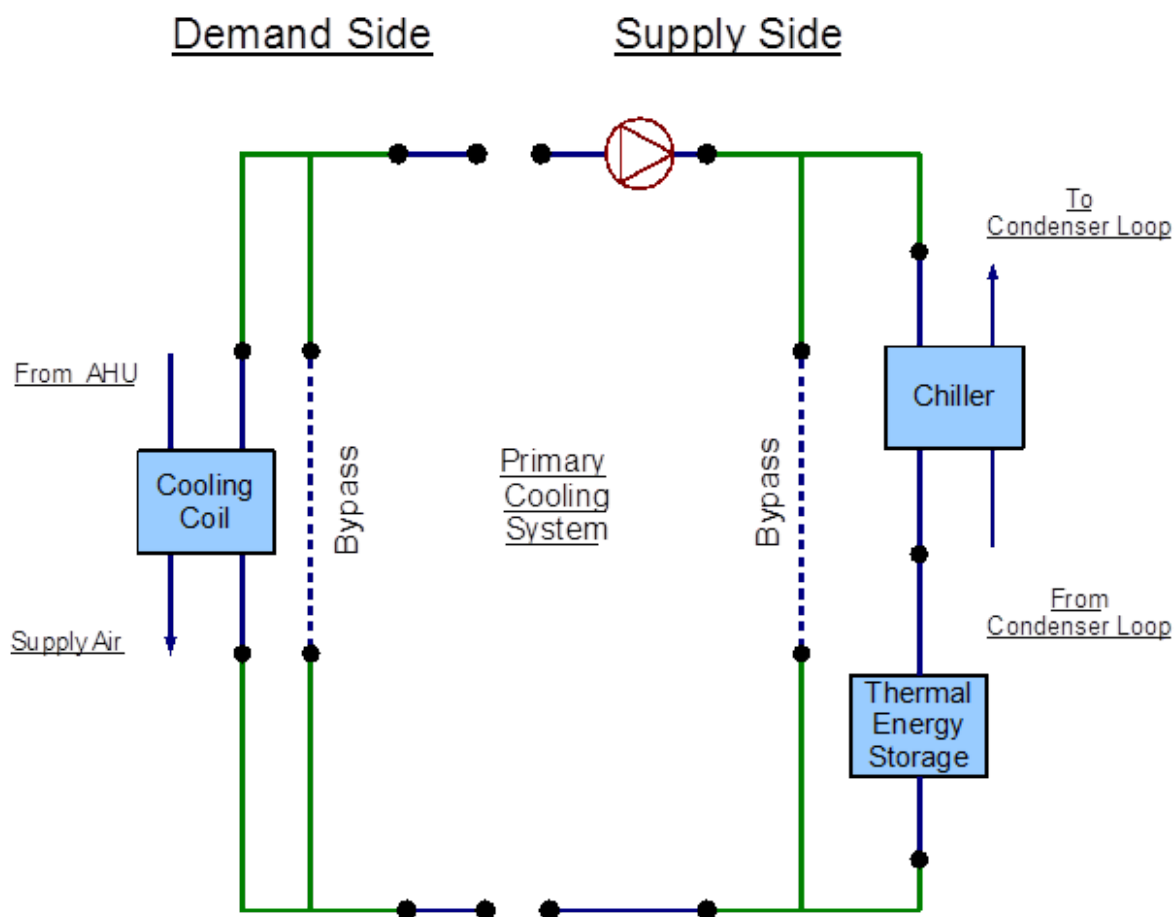 Demand Side
Supply Side
To
Condenser Loop
From AHU
Chiller
Cooling
Coil
Bypass
Primary
Cooling
System
Bypass
From
Condenser Loop
Supply Air
Thermal
Energy
Storage